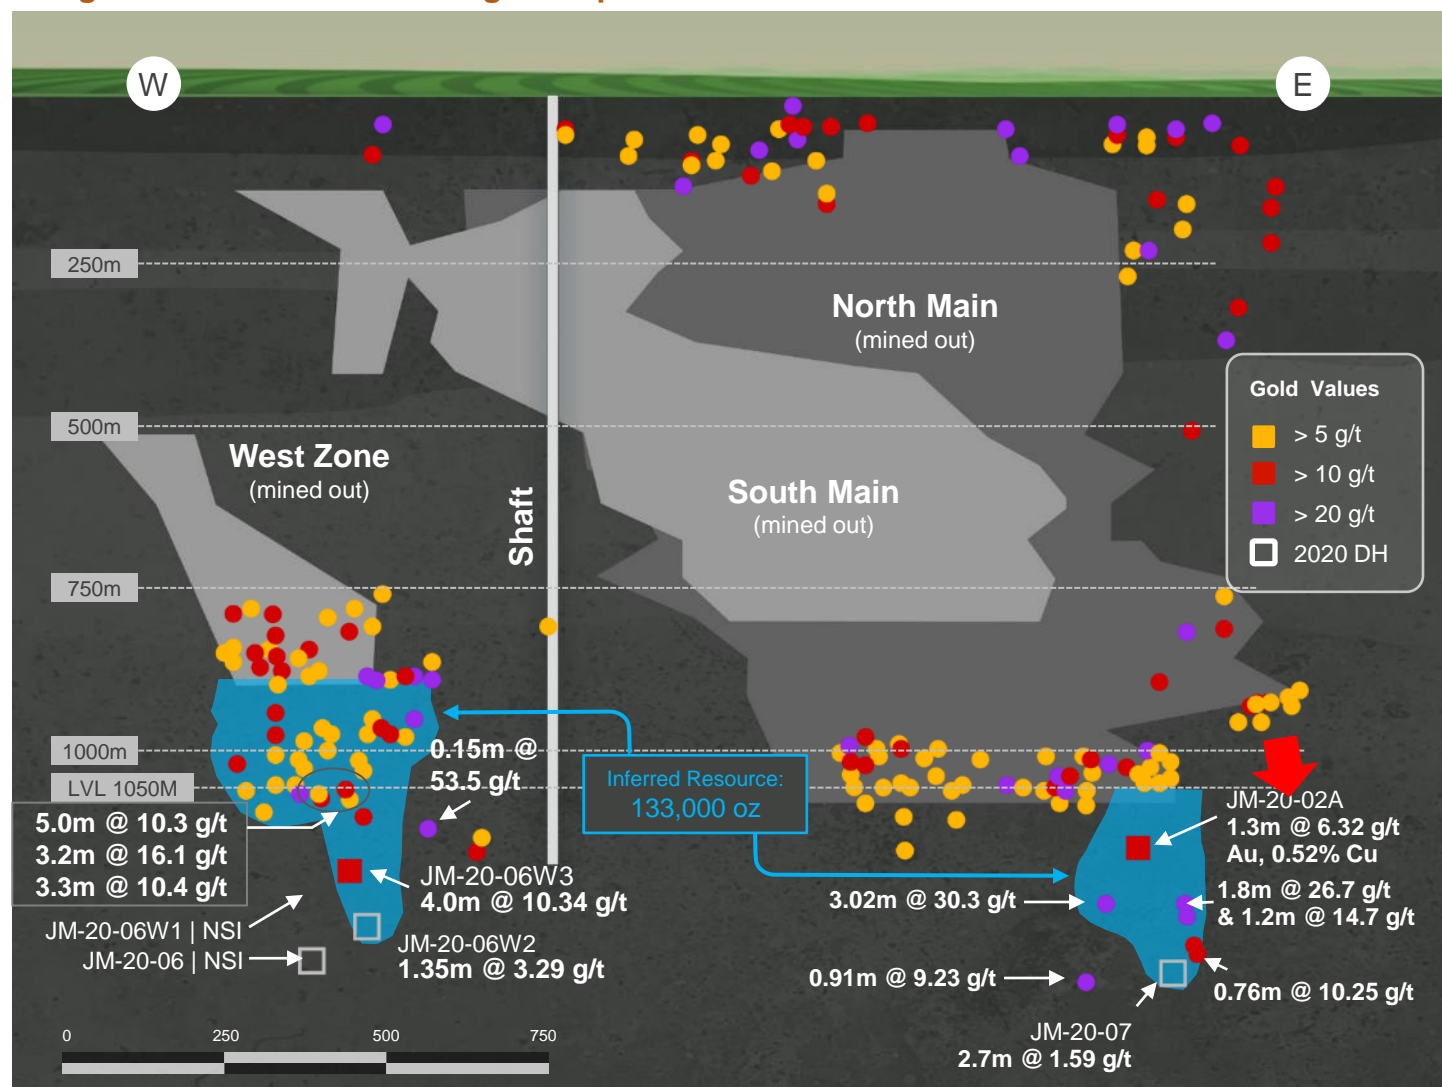 W
E
250m
North Main
(mined out)
Gold Values
> 5 g/t
> 10 g/t
> 20 g/t
2020 DH
500m
West Zone
(mined out)
South Main
(mined out)
Shaft
750m
1000m
LVL 1050M
0.15m @
53.5 g/t
Inferred Resource:
133,000 oz
5.0m @ 10.3 g/t
3.2m @ 16.1 g/t
3.3m @ 10.4 g/t
JM-20-02A
1.3m @ 6.32 g/t
Au, 0.52% Cu
JM-20-06W3
4.0m @ 10.34 g/t
3.02m @ 30.3 g/t
1.8m @ 26.7 g/t
& 1.2m @ 14.7 g/t
JM-20-06W1 | NSI
JM-20-06 | NSI
JM-20-06W2
1.35m @ 3.29 g/t
0.91m @ 9.23 g/t
0.76m @ 10.25 g/t
JM-20-07
2.7m @ 1.59 g/t
0 250 500 750